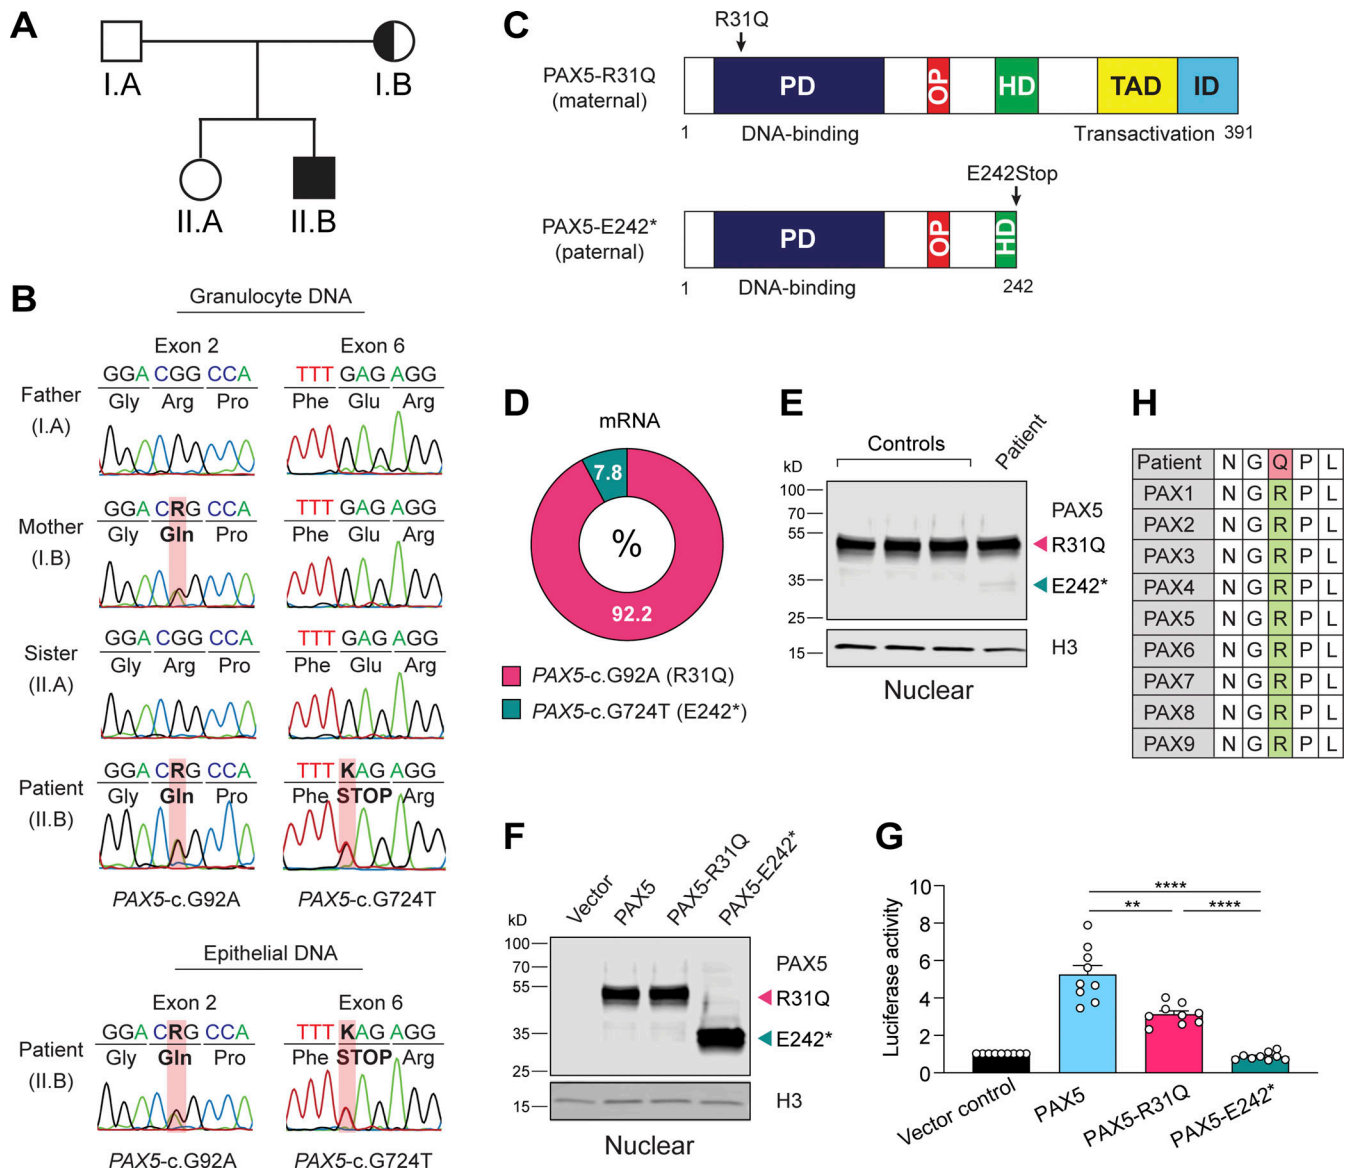 A
I.A
I.B
II.A
II.B
B
Granulocyte DNA
Exon 2
Exon 6
Father
(I.A)
GGA CGG CCA
Gly Arg Pro
TTT GAG AGG
Phe Glu Arg
Mother
(I.B)
GGA CRG CCA
Gly Gln Pro
TTT GAG AGG
Phe Glu Arg
Sister
(II.A)
GGA CGG CCA
Gly Arg Pro
TTT GAG AGG
Phe Glu Arg
Patient
(II.B)
GGA CRG CCA
Gly Gln Pro
TTT KAG AGG
Phe STOP Arg
PAX5-c.G92A
PAX5-c.G724T
Epithelial DNA
Exon 2
Exon 6
Patient
(II.B)
GGA CRG CCA
Gly Gln Pro
TTT KAG AGG
Phe STOP Arg
PAX5-c.G92A
PAX5-c.G724T
C
R31Q
PAX5-R31Q
(maternal)
PD
OP
HD
TAD
ID
1
DNA-binding
Transactivation
391
E242Stop
PAX5-E242*
(paternal)
PD
OP
HD
1
DNA-binding
242
D
mRNA
7.8
%
92.2
PAX5-c.G92A (R31Q)
PAX5-c.G724T (E242*)
E
Controls
Patient
kD
100
70
55
35
25
15
PAX5
R31Q
E242*
H3
Nuclear
H
Patient N G Q P L
PAX1 N G R P L
PAX2 N G R P L
PAX3 N G R P L
PAX4 N G R P L
PAX5 N G R P L
PAX6 N G R P L
PAX7 N G R P L
PAX8 N G R P L
PAX9 N G R P L
F
Vector
PAX5
PAX5-R31Q
PAX5-E242*
kD
100
70
55
35
25
15
PAX5
R31Q
E242*
H3
Nuclear
G
Luciferase activity
10
8
6
4
2
0
****
** ****
Vector control
PAX5
PAX5-R31Q
PAX5-E242*